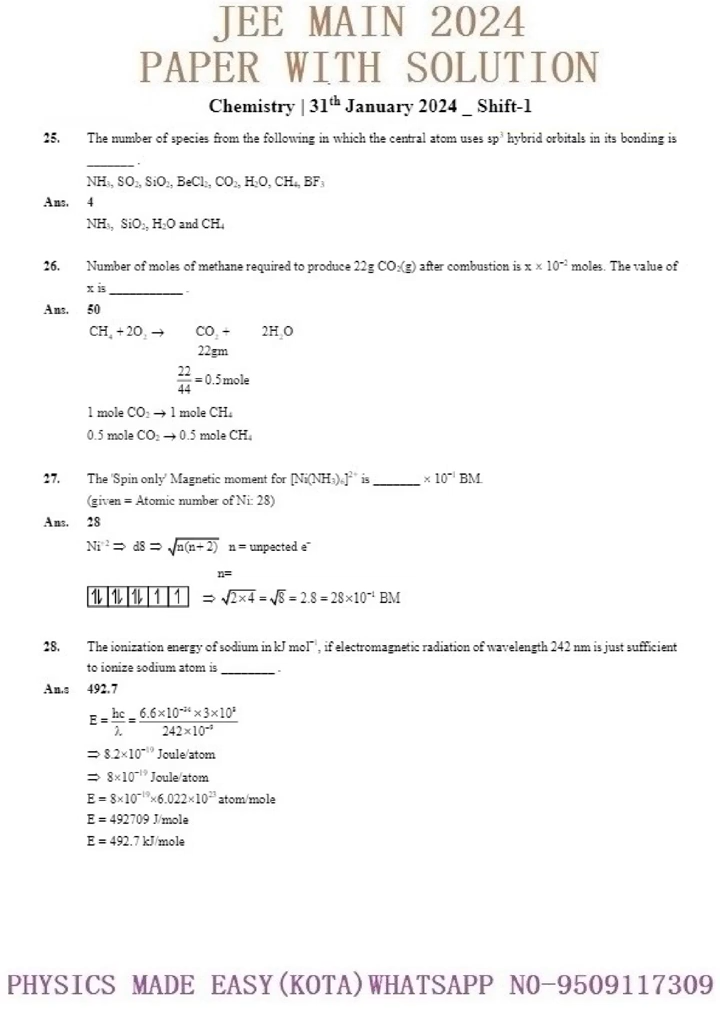 JEE MAIN 2024
PAPER WITH SOLUTION
Chemistry | 31th January 2024 _ Shift-1
25. The number of species from the following in which the central atom uses sp³ hybrid orbitals in its bonding is
_______ .
NH₃, SO₂, SiO₂, BeCl₂, CO₂, H₂O, CH₄, BF₃
Ans. 4
NH₃, SiO₂, H₂O and CH₄
26. Number of moles of methane required to produce 22g CO₂(g) after combustion is x × 10⁻² moles. The value of
x is ___________ .
Ans. 50
CH₄ + 2O₂ → CO₂ + 2H₂O
22gm
22/44 = 0.5mole
1 mole CO₂ → 1 mole CH₄
0.5 mole CO₂ → 0.5 mole CH₄
27. The 'Spin only' Magnetic moment for [Ni(NH₃)₆]²⁺ is _______ × 10⁻¹ BM.
(given = Atomic number of Ni: 28)
Ans. 28
Ni⁺² ⇒ d8 ⇒ √n(n+2) n = unpected e⁻
n=
⥮ ⥮ ⥮ 1 1 ⇒ √2×4 = √8 = 2.8 = 28×10⁻¹ BM
28. The ionization energy of sodium in kJ mol⁻¹, if electromagnetic radiation of wavelength 242 nm is just sufficient
to ionize sodium atom is ________ .
An.s 492.7
E = hc/λ = 6.6×10⁻³⁴×3×10⁸/242×10⁻⁹
⇒ 8.2×10⁻¹⁹ Joule/atom
⇒ 8×10⁻¹⁹ Joule/atom
E = 8×10⁻¹⁹×6.022×10²³ atom/mole
E = 492709 J/mole
E = 492.7 kJ/mole
PHYSICS MADE EASY(KOTA)WHATSAPP NO-9509117309